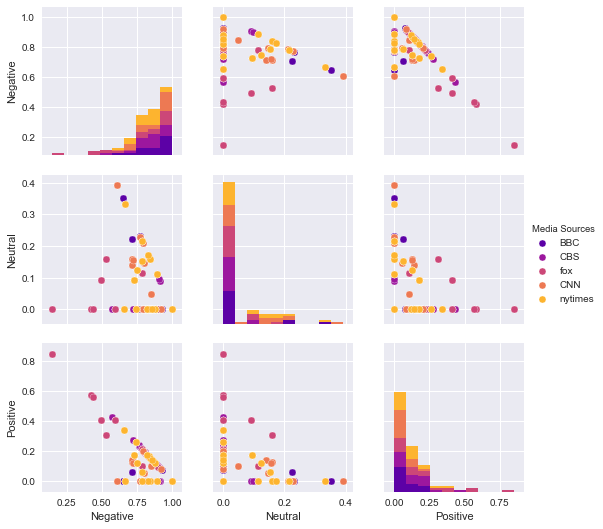 1.0
0.8
0.6
0.4
0.2
Negative
0.4
0.3
0.2
0.1
0.0
Neutral
Media Sources
BBC
CBS
fox
CNN
nytimes
0.8
0.6
0.4
0.2
0.0
Positive
0.25 0.50 0.75 1.00
0.0 0.2 0.4
0.00 0.25 0.50 0.75
Negative
Neutral
Positive